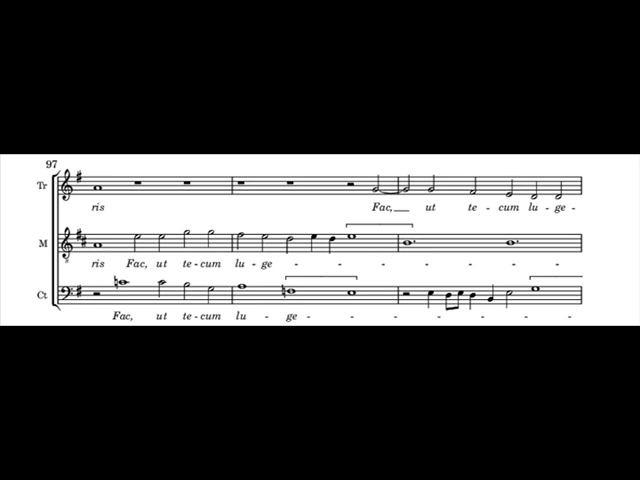 97
Tr
ris Fac, ut te - cum lu - ge -
M
8
ris Fac, ut te - cum lu - ge - - - - - - - - -
Ct
Fac, ut te - cum lu - ge - - - - - - - - -